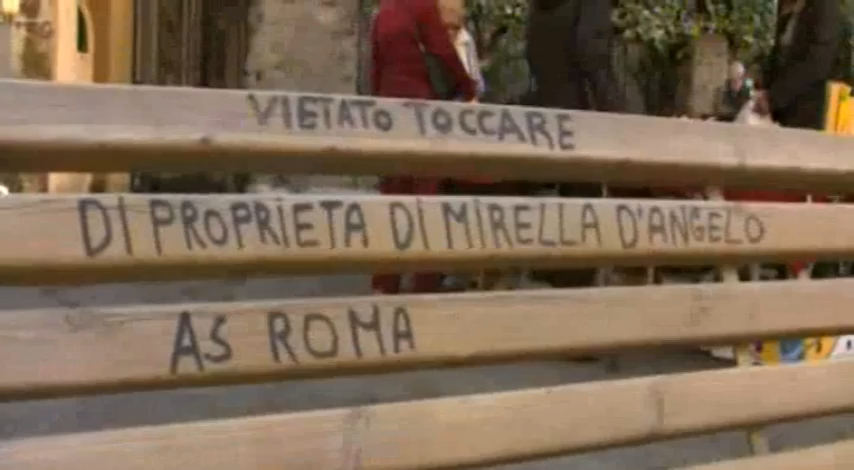 VIETATO TOCCARE
DI PROPRIETA DI MIRELLA D'ANGELO
AS ROMA